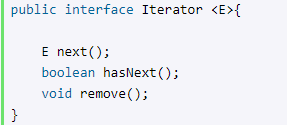 public interface Iterator <E>{
E next();
boolean hasNext();
void remove();
}